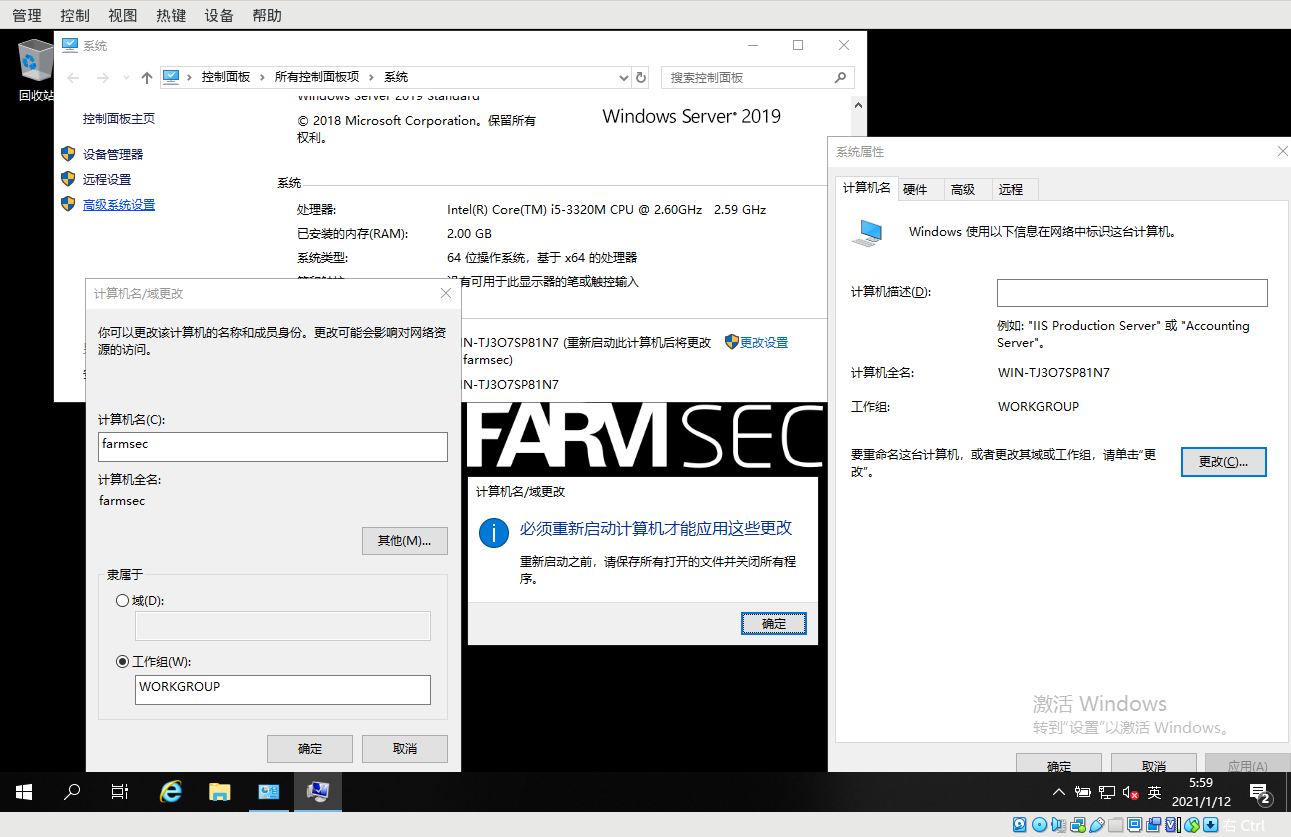 管理 控制 视图 热键 设备 帮助
回收站
系统
控制面板 › 所有控制面板项 › 系统
搜索控制面板
控制面板主页
设备管理器
远程设置
高级系统设置
Windows Server 2019 Standard
© 2018 Microsoft Corporation。保留所有
权利。
Windows Server 2019
系统
处理器: Intel(R) Core(TM) i5-3320M CPU @ 2.60GHz 2.59 GHz
已安装的内存(RAM): 2.00 GB
系统类型: 64 位操作系统，基于 x64 的处理器
有可用于此显示器的笔或触控输入
IN-TJ3O7SP81N7 (重新启动此计算机后将更改
farmsec)
更改设置
IN-TJ3O7SP81N7
计算机名/域更改
你可以更改该计算机的名称和成员身份。更改可能会影响对网络资
源的访问。
计算机名(C):
farmsec
计算机全名:
farmsec
其他(M)...
隶属于
域(D):
工作组(W):
WORKGROUP
确定 取消
FARMSEC
计算机名/域更改
必须重新启动计算机才能应用这些更改
重新启动之前，请保存所有打开的文件并关闭所有程
序。
确定
系统属性
计算机名 硬件 高级 远程
Windows 使用以下信息在网络中标识这台计算机。
计算机描述(D):
例如: "IIS Production Server" 或 "Accounting
Server"。
计算机全名: WIN-TJ3O7SP81N7
工作组: WORKGROUP
要重命名这台计算机，或者更改其域或工作组，请单击"更
改"。
更改(C)...
激活 Windows
转到"设置"以激活 Windows。
确定 取消 应用(A)
英
5:59
2021/1/12
2
右 Ctrl